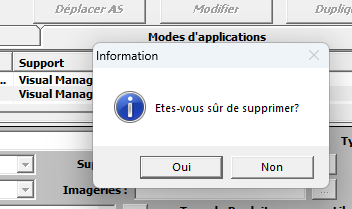 Déplacer AS Modifier
Modes d'applications
Information
Support
Visual Manag
Visual Manag
Etes-vous sûr de supprimer?
Oui Non
Imageries :
...